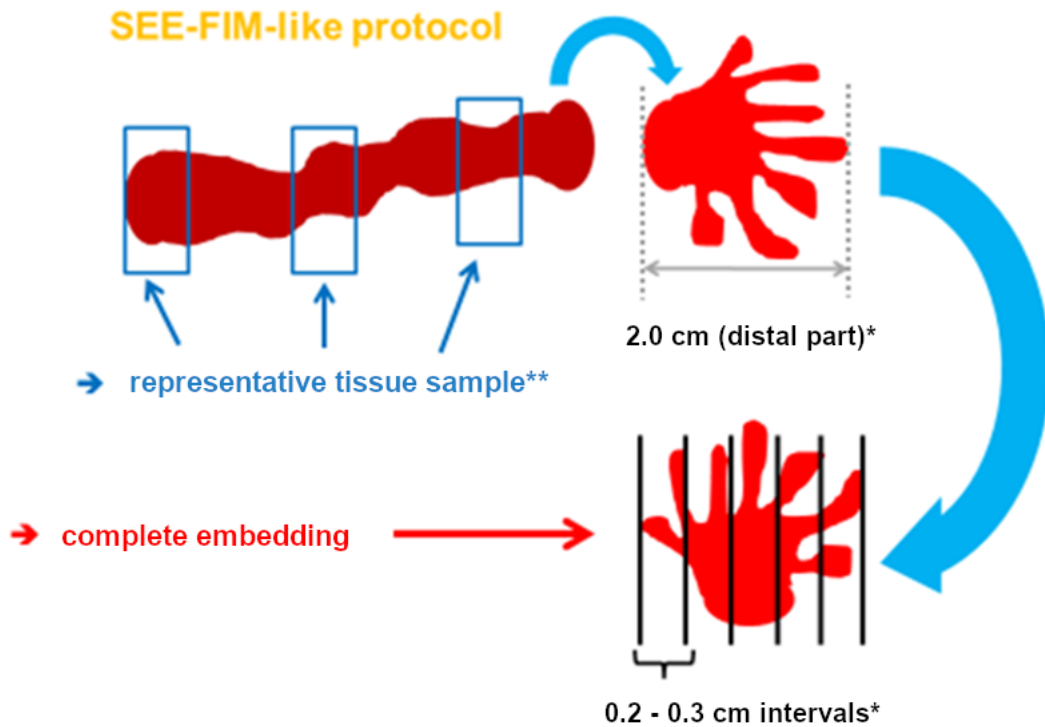 SEE-FIM-like protocol
2.0 cm (distal part)*
➔ representative tissue sample**
➔ complete embedding
0.2 - 0.3 cm intervals*